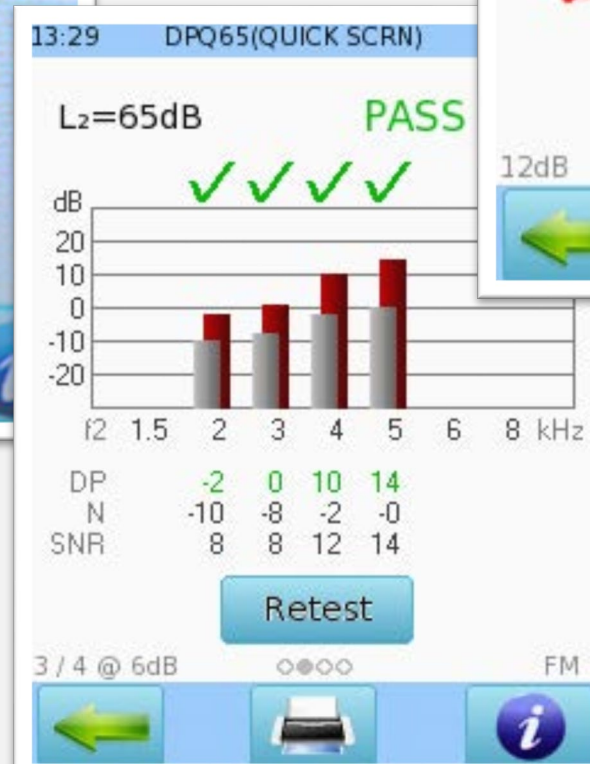 13:29 DPQ65(QUICK SCRN)
L₂=65dB PASS
dB
20
10
0
-10
-20
f2 1.5 2 3 4 5 6 8 kHz
DP -2 0 10 14
N -10 -8 -2 -0
SNR 8 8 12 14
Retest
3 / 4 @ 6dB FM
i
12dB